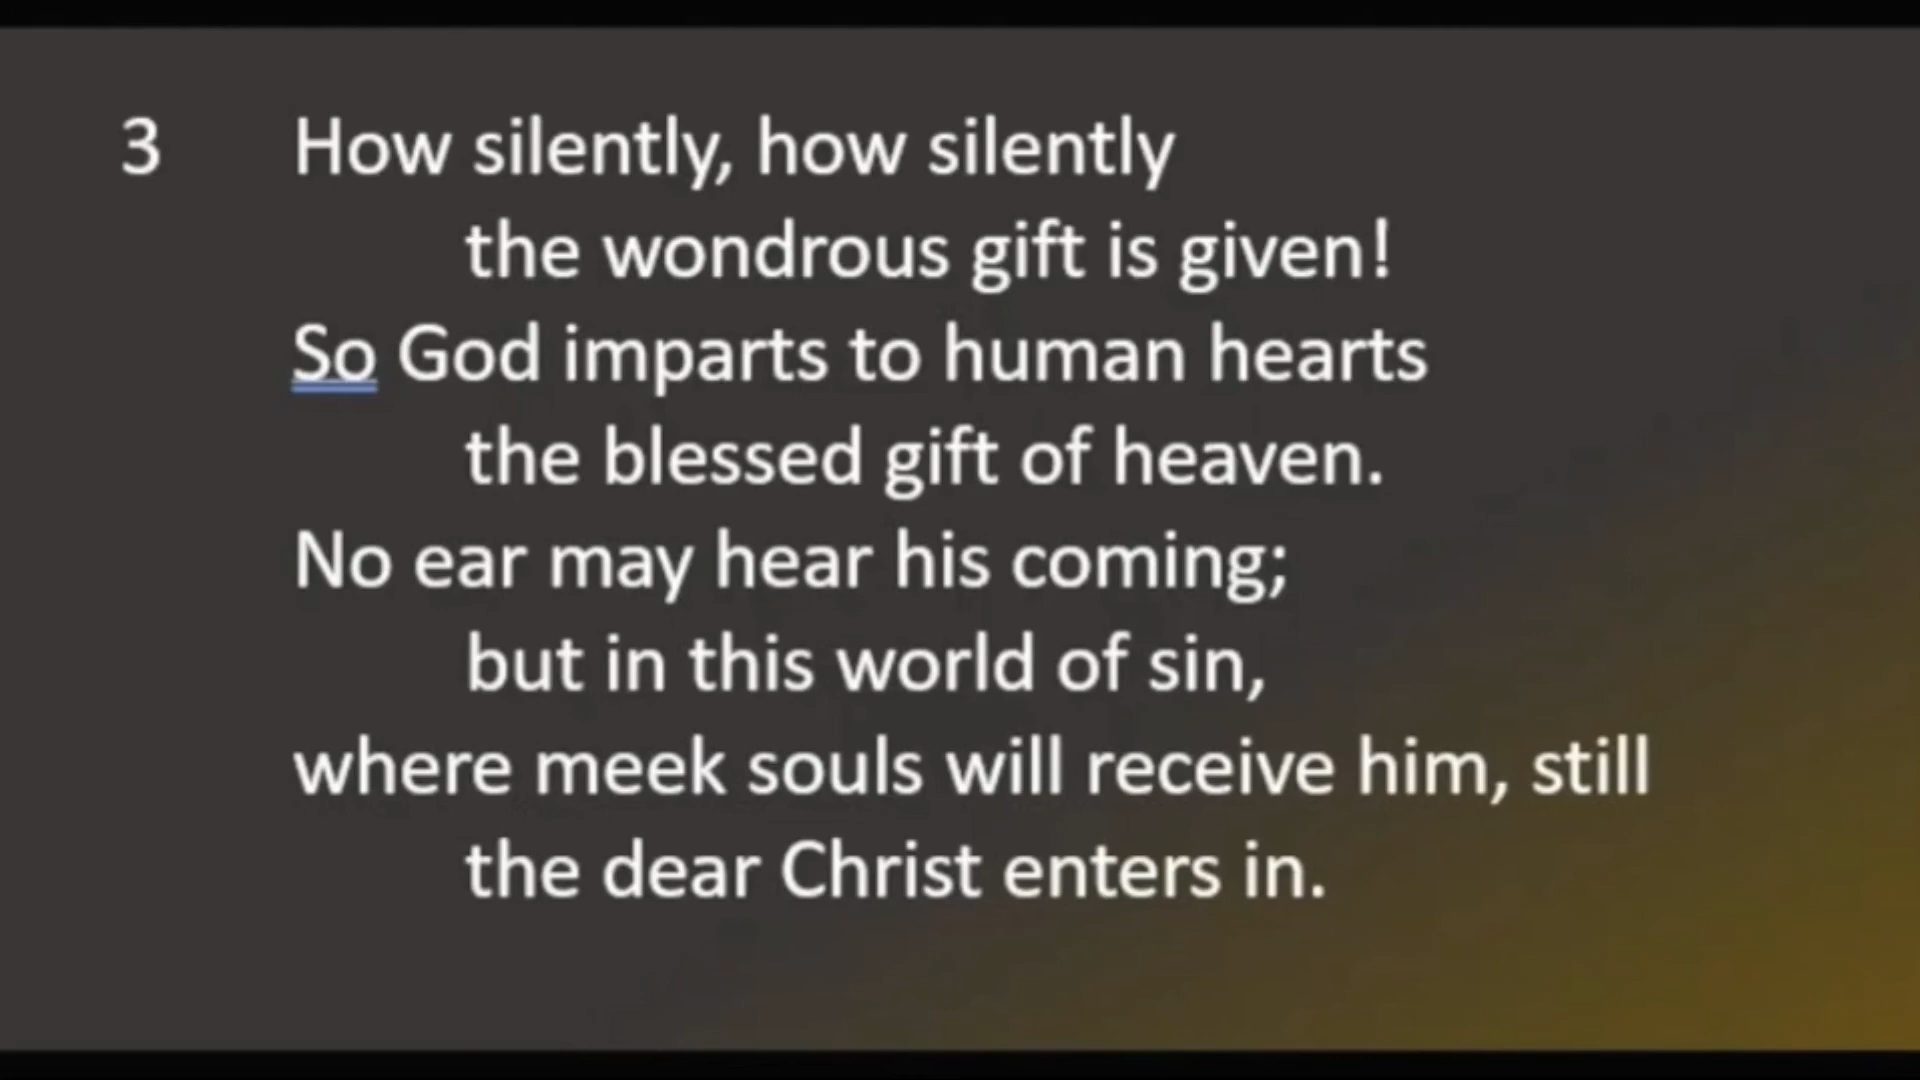 3 How silently, how silently
the wondrous gift is given!
So God imparts to human hearts
the blessed gift of heaven.
No ear may hear his coming;
but in this world of sin,
where meek souls will receive him, still
the dear Christ enters in.